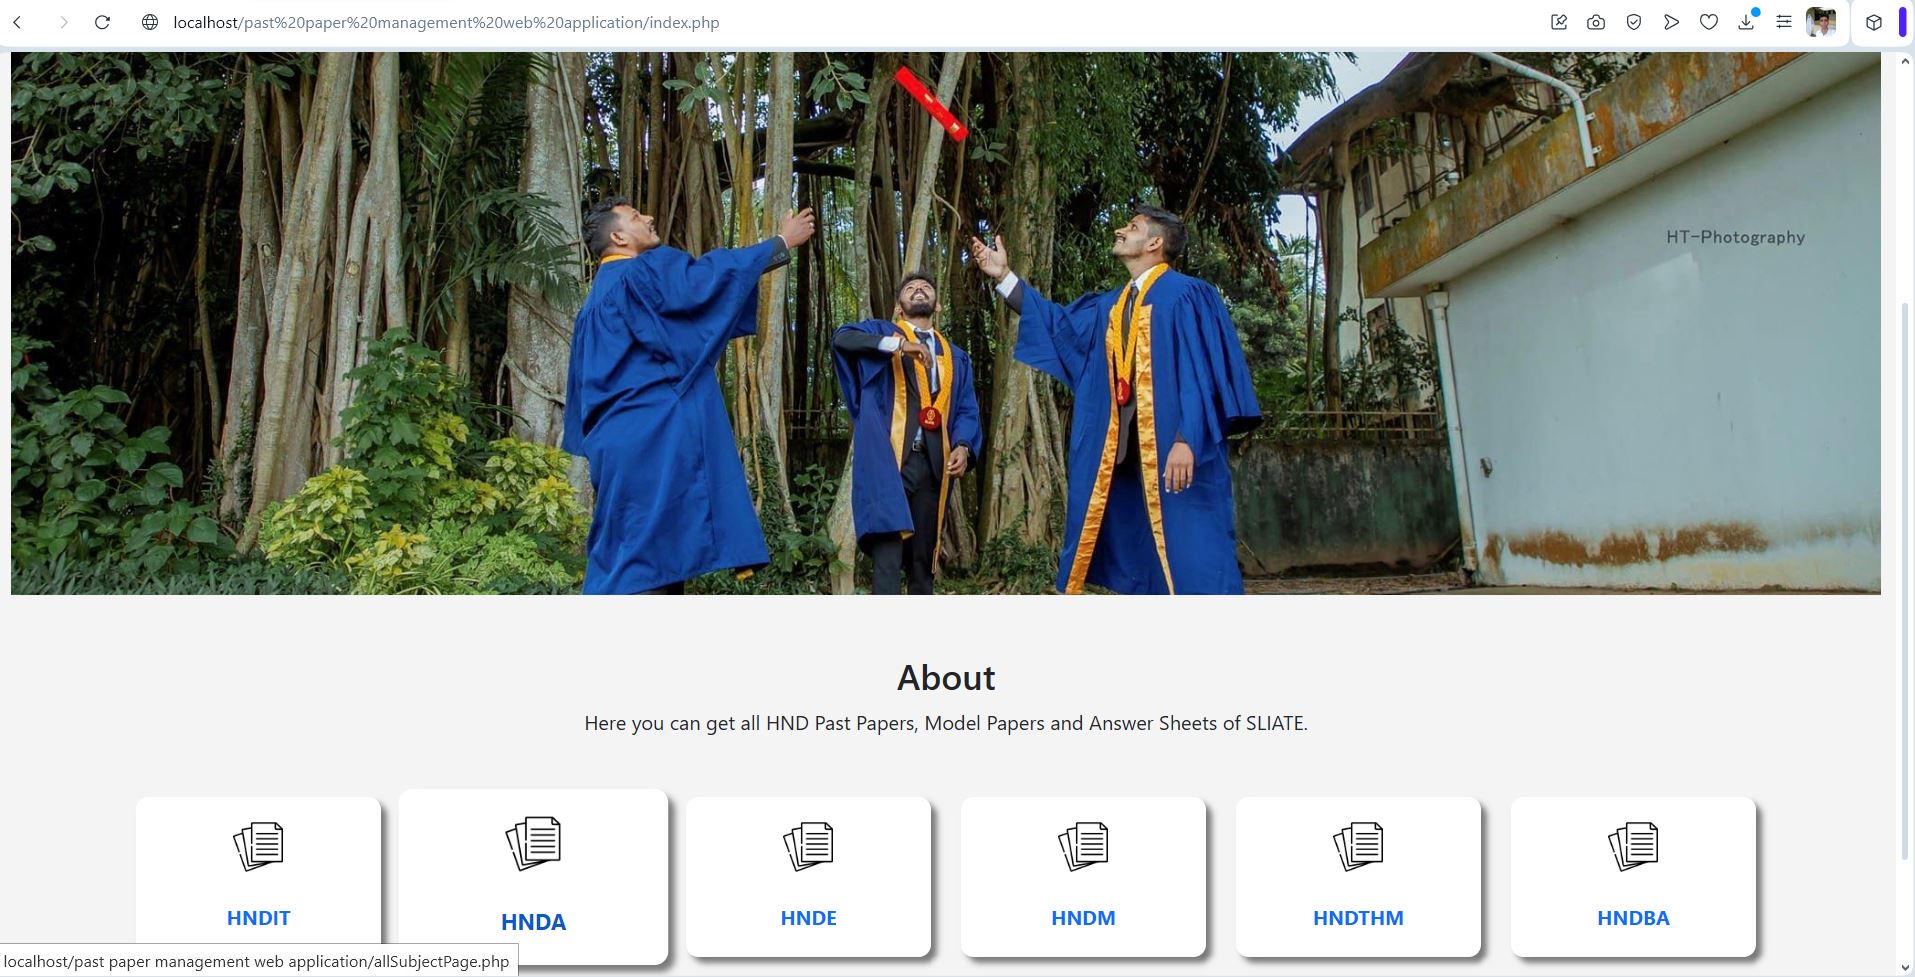 localhost/past%20paper%20management%20web%20application/index.php
HT-Photography
About
Here you can get all HND Past Papers, Model Papers and Answer Sheets of SLIATE.
HNDIT
HNDA
HNDE
HNDM
HNDTHM
HNDBA
localhost/past paper management web application/allSubjectPage.php